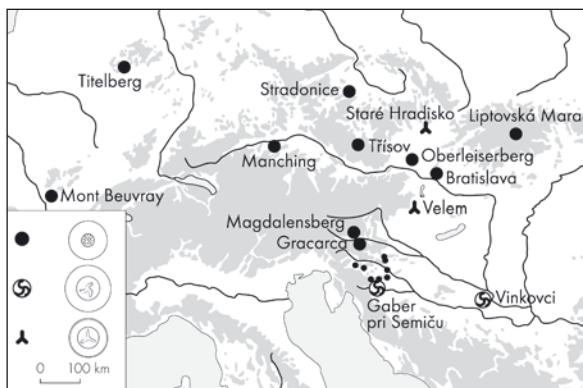 Titelberg
Stradonice
Staré Hradisko
Liptovská Mara
Manching
Třísov
Oberleiserberg
Bratislava
Mont Beuvray
Velem
Magdalensberg
Gracarca
Gaber
pri Semiču
Vinkovci
0 100 km